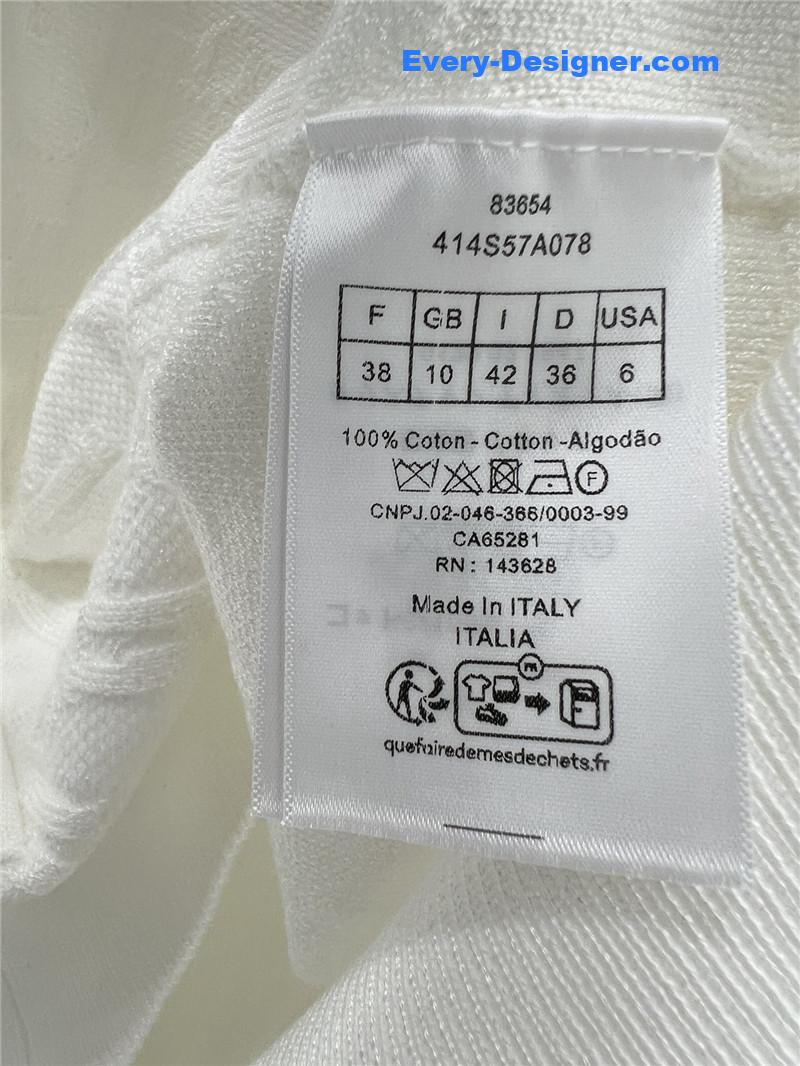 Every-Designer.com
83654
414S57A078
F GB I D USA
38 10 42 36 6
100% Coton - Cotton -Algodão
F
CNPJ.02-046-366/0003-99
CA65281
RN : 143628
Made In ITALY
ITALIA
FR
quefairedemesdechets.fr